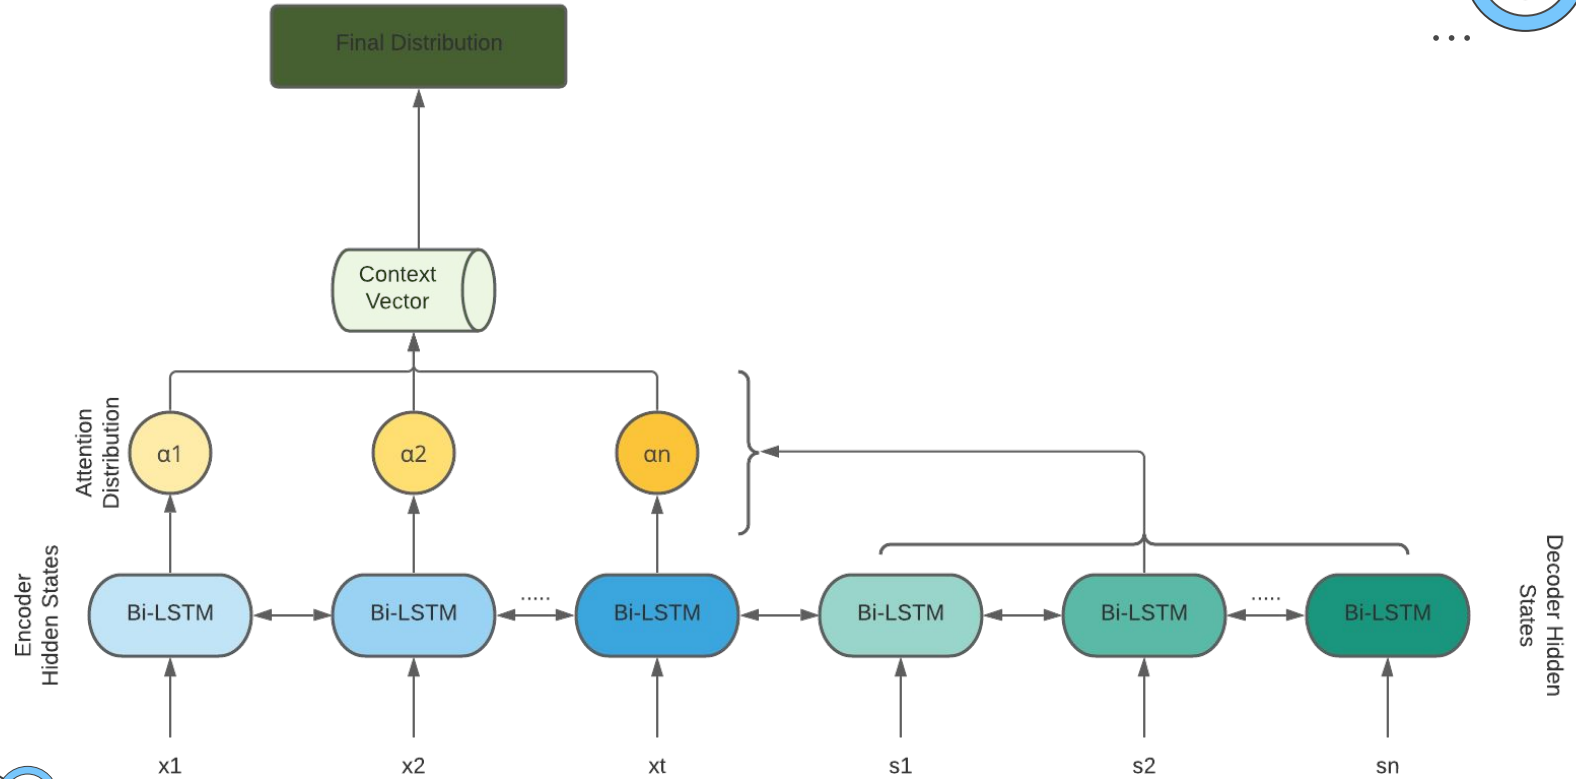 Final Distribution
...
Context
Vector
Attention
Distribution
α1
α2
αn
Encoder
Hidden States
Bi-LSTM
Bi-LSTM
.....
Bi-LSTM
Bi-LSTM
Bi-LSTM
.....
Bi-LSTM
Decoder Hidden
States
x1
x2
xt
s1
s2
sn